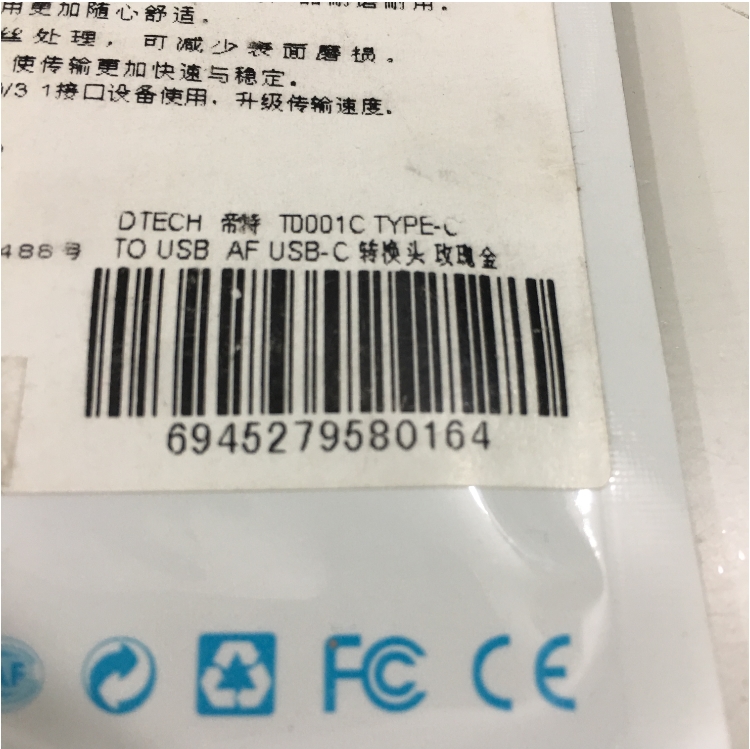 用更加随心舒适。
丝处理，可减少表面磨损。
使传输更加快速与稳定。
/3 1接口设备使用，升级传输速度。
DTECH 帝特 T0001C TYPE-C
486号 TO USB AF USB-C 转换头 玫瑰金
6945279580164
FC CE